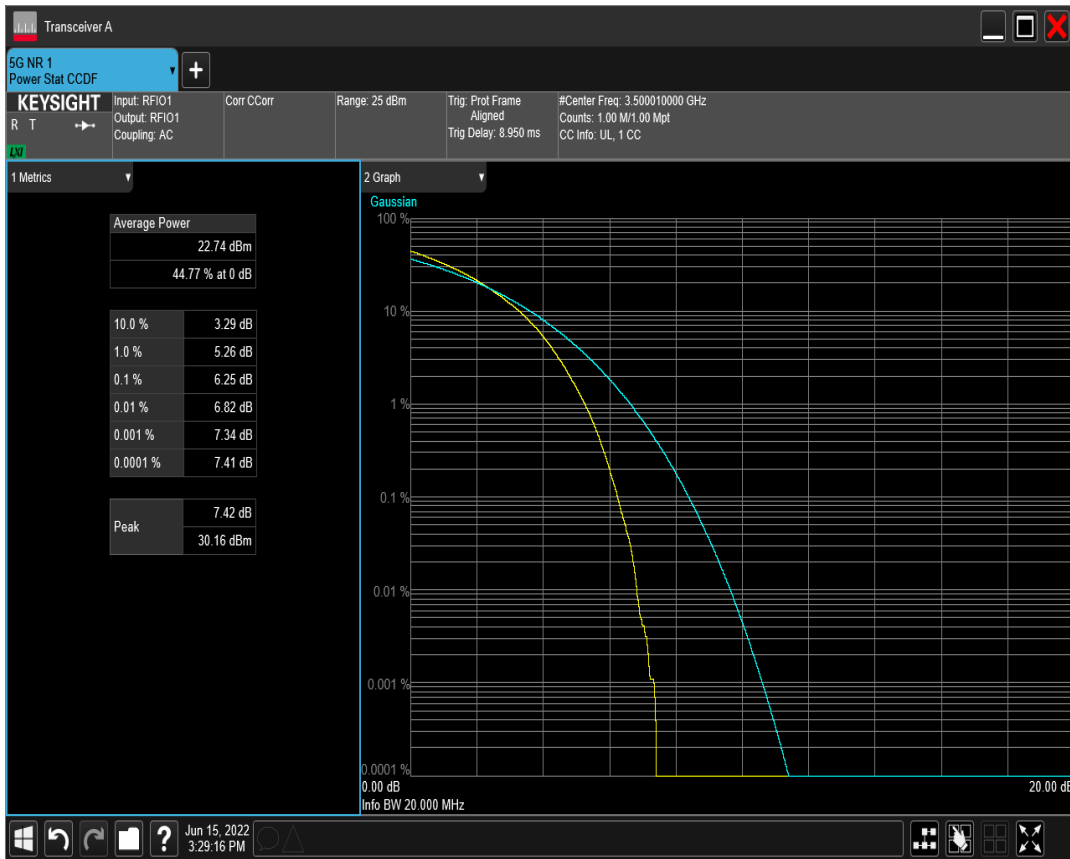 Transceiver A
5G NR 1
Power Stat CCDF
+
KEYSIGHT
R T
LXI
Input: RFIO1
Output: RFIO1
Coupling: AC
Corr CCorr
Range: 25 dBm
Trig: Prot Frame
Aligned
Trig Delay: 8.950 ms
#Center Freq: 3.500010000 GHz
Counts: 1.00 M/1.00 Mpt
CC Info: UL, 1 CC
1 Metrics
Average Power
22.74 dBm
44.77 % at 0 dB
10.0 % 3.29 dB
1.0 % 5.26 dB
0.1 % 6.25 dB
0.01 % 6.82 dB
0.001 % 7.34 dB
0.0001 % 7.41 dB
Peak
7.42 dB
30.16 dBm
2 Graph
Gaussian
100 %
10 %
1 %
0.1 %
0.01 %
0.001 %
0.0001 %
0.00 dB
20.00 dB
Info BW 20.000 MHz
?
Jun 15, 2022
3:29:16 PM